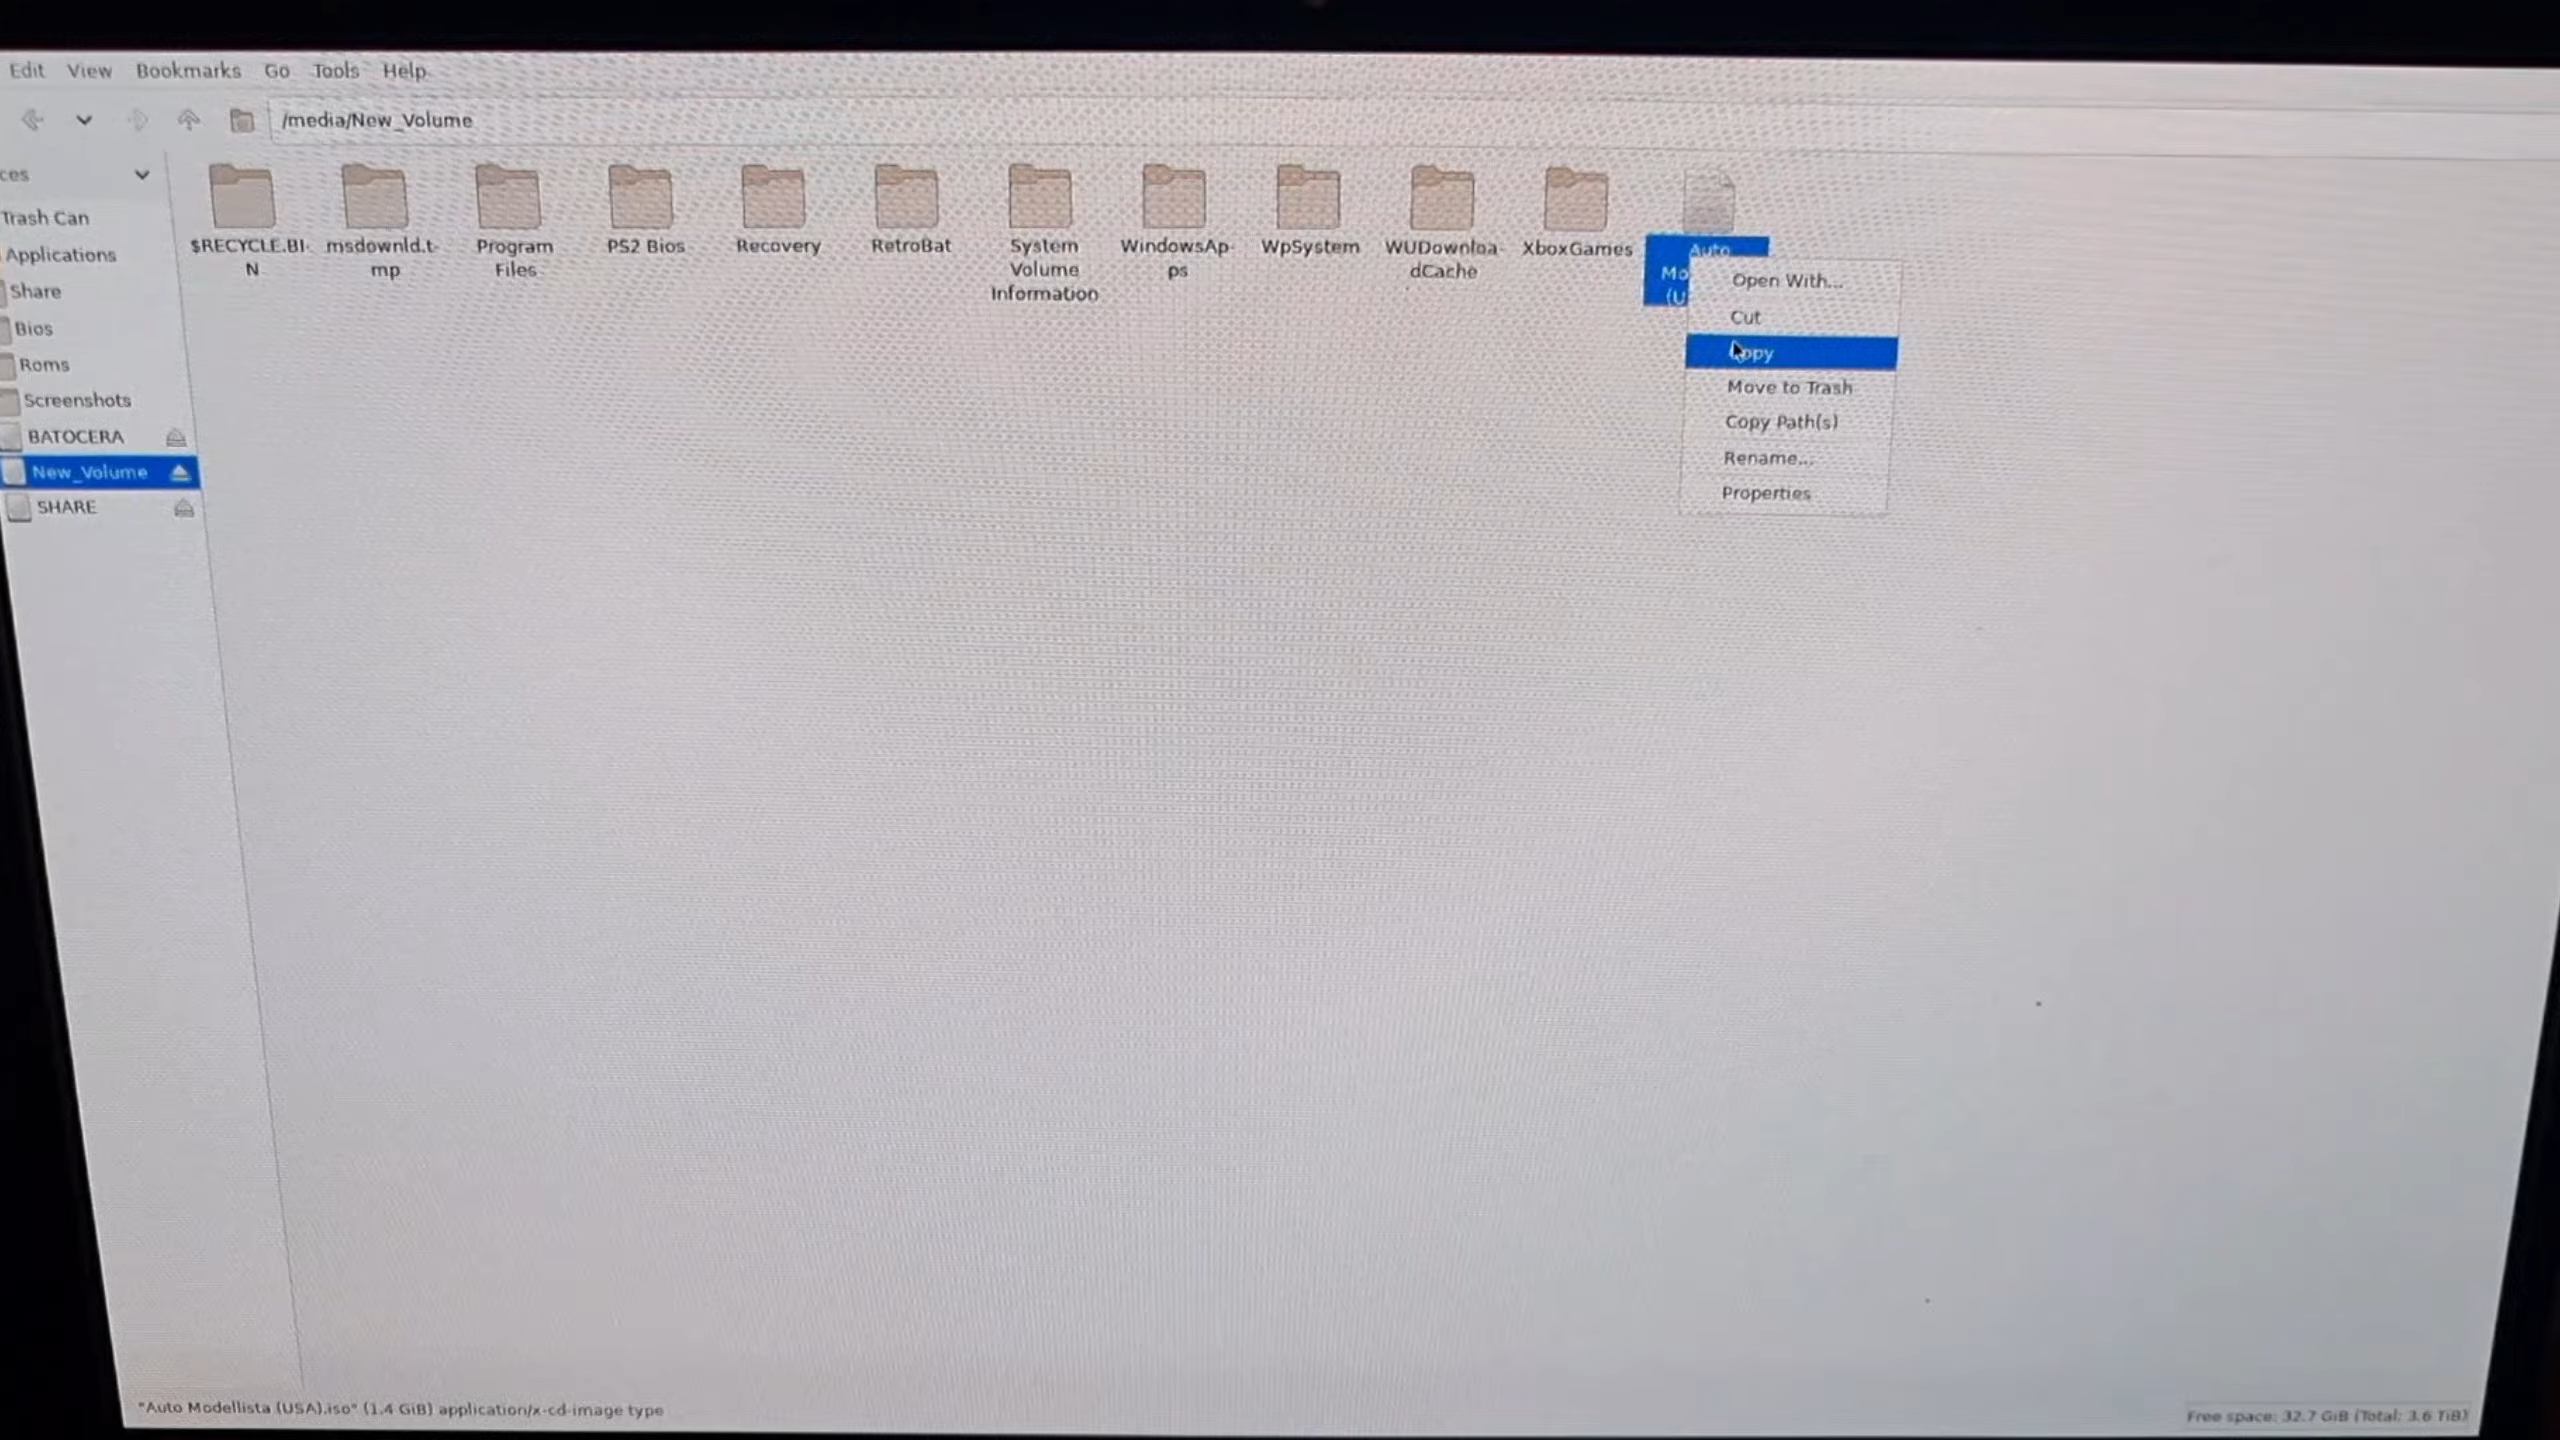 Edit View Bookmarks Go Tools Help
/media/New_Volume
ces
Trash Can
Applications
Share
Bios
Roms
Screenshots
BATOCERA
New_Volume
SHARE
$RECYCLE.BI-
N
msdownld.t-
mp
Program
Files
PS2 Bios
Recovery
RetroBat
System
Volume
Information
WindowsAp-
ps
WpSystem
WUDownloa-
dCache
XboxGames
Auto
Mo
(U
Open With...
Cut
Copy
Move to Trash
Copy Path(s)
Rename...
Properties
"Auto Modellista (USA).iso" (1.4 GiB) application/x-cd-image type
Free space: 32.7 GiB (Total: 3.6 TiB)